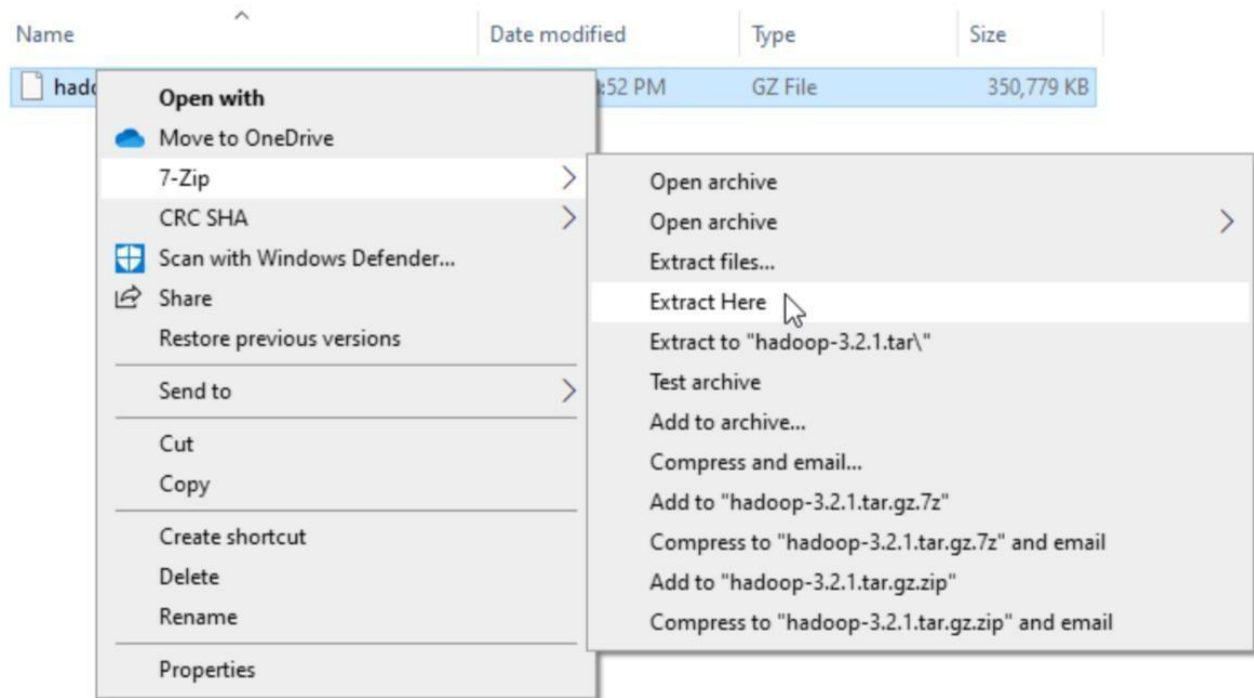 Name Date modified Type Size
:52 PM GZ File 350,779 KB
Open with
Move to OneDrive
7-Zip
CRC SHA
Scan with Windows Defender...
Share
Restore previous versions
Send to
Cut
Copy
Create shortcut
Delete
Rename
Properties
Open archive
Open archive
Extract files...
Extract Here
Extract to "hadoop-3.2.1.tar\"
Test archive
Add to archive...
Compress and email...
Add to "hadoop-3.2.1.tar.gz.7z"
Compress to "hadoop-3.2.1.tar.gz.7z" and email
Add to "hadoop-3.2.1.tar.gz.zip"
Compress to "hadoop-3.2.1.tar.gz.zip" and email